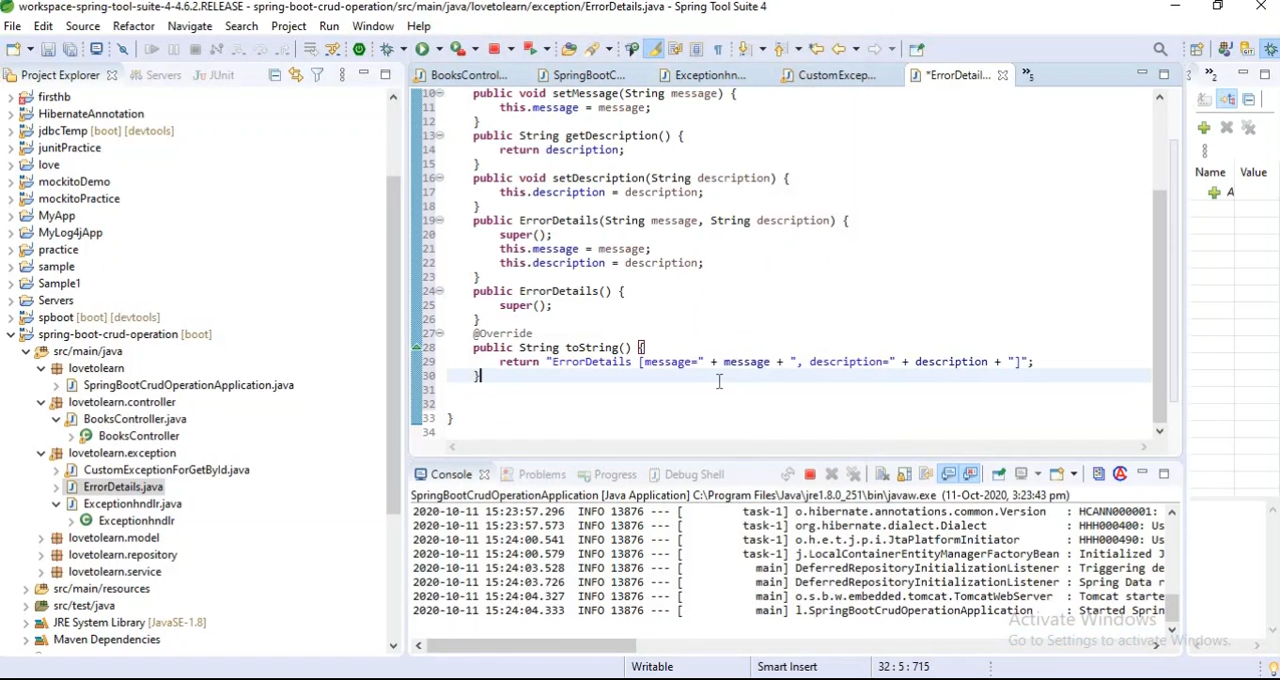 workspace-spring-tool-suite-4-4.6.2.RELEASE - spring-boot-crud-operation/src/main/java/lovetolearn/exception/ErrorDetails.java - Spring Tool Suite 4
File Edit Source Refactor Navigate Search Project Run Window Help
Project Explorer Servers JUnit
firsthb
HibernateAnnotation
jdbcTemp [boot] [devtools]
junitPractice
love
mockitoDemo
mockitoPractice
MyApp
MyLog4jApp
practice
sample
Sample1
Servers
spboot [boot] [devtools]
spring-boot-crud-operation [boot]
src/main/java
lovetolearn
SpringBootCrudOperationApplication.java
lovetolearn.controller
BooksController.java
BooksController
lovetolearn.exception
CustomExceptionForGetById.java
ErrorDetails.java
Exceptionhndlr.java
Exceptionhndlr
lovetolearn.model
lovetolearn.repository
lovetolearn.service
src/main/resources
src/test/java
JRE System Library [JavaSE-1.8]
Maven Dependencies
BooksControl... SpringBootC... Exceptionhn... CustomExcep... *ErrorDetail... »5
10 public void setMessage(String message) {
11 this.message = message;
12 }
13 public String getDescription() {
14 return description;
15 }
16 public void setDescription(String description) {
17 this.description = description;
18 }
19 public ErrorDetails(String message, String description) {
20 super();
21 this.message = message;
22 this.description = description;
23 }
24 public ErrorDetails() {
25 super();
26 }
27 @Override
28 public String toString() {
29 return "ErrorDetails [message=" + message + ", description=" + description + "]";
30 }
31
32
33 }
34
»2
Name Value
A
Console Problems Progress Debug Shell
SpringBootCrudOperationApplication [Java Application] C:\Program Files\Java\jre1.8.0_251\bin\javaw.exe (11-Oct-2020, 3:23:43 pm)
2020-10-11 15:23:57.296 INFO 13876 --- [ task-1] o.hibernate.annotations.common.Version : HCANN000001:
2020-10-11 15:23:57.573 INFO 13876 --- [ task-1] org.hibernate.dialect.Dialect : HHH000400: Us
2020-10-11 15:24:00.541 INFO 13876 --- [ task-1] o.h.e.t.j.p.i.JtaPlatformInitiator : HHH000490: Us
2020-10-11 15:24:00.579 INFO 13876 --- [ task-1] j.LocalContainerEntityManagerFactoryBean : Initialized J
2020-10-11 15:24:03.528 INFO 13876 --- [ main] DeferredRepositoryInitializationListener : Triggering de
2020-10-11 15:24:03.726 INFO 13876 --- [ main] DeferredRepositoryInitializationListener : Spring Data r
2020-10-11 15:24:04.327 INFO 13876 --- [ main] o.s.b.w.embedded.tomcat.TomcatWebServer : Tomcat starte
2020-10-11 15:24:04.333 INFO 13876 --- [ main] l.SpringBootCrudOperationApplication : Started Sprin
Activate Windows
Go to Settings to activate Windows.
Writable Smart Insert 32 : 5 : 715